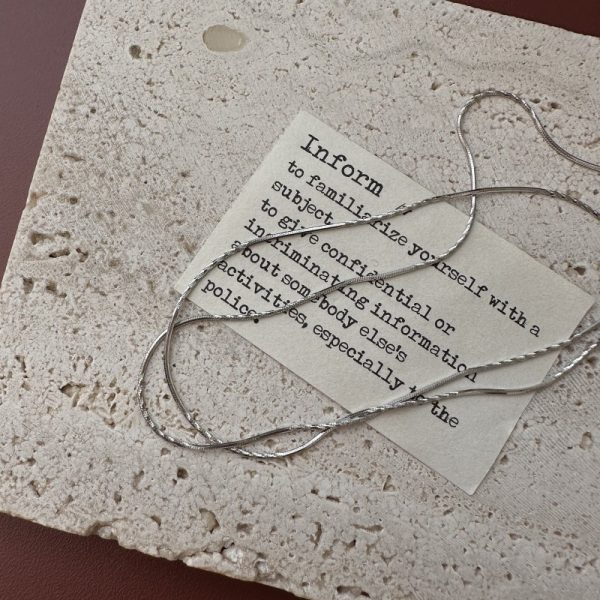 Inform
to familiarize yourself with a
subject
to give confidential or
incriminating information
about somebody else's
activities, especially to the
police.